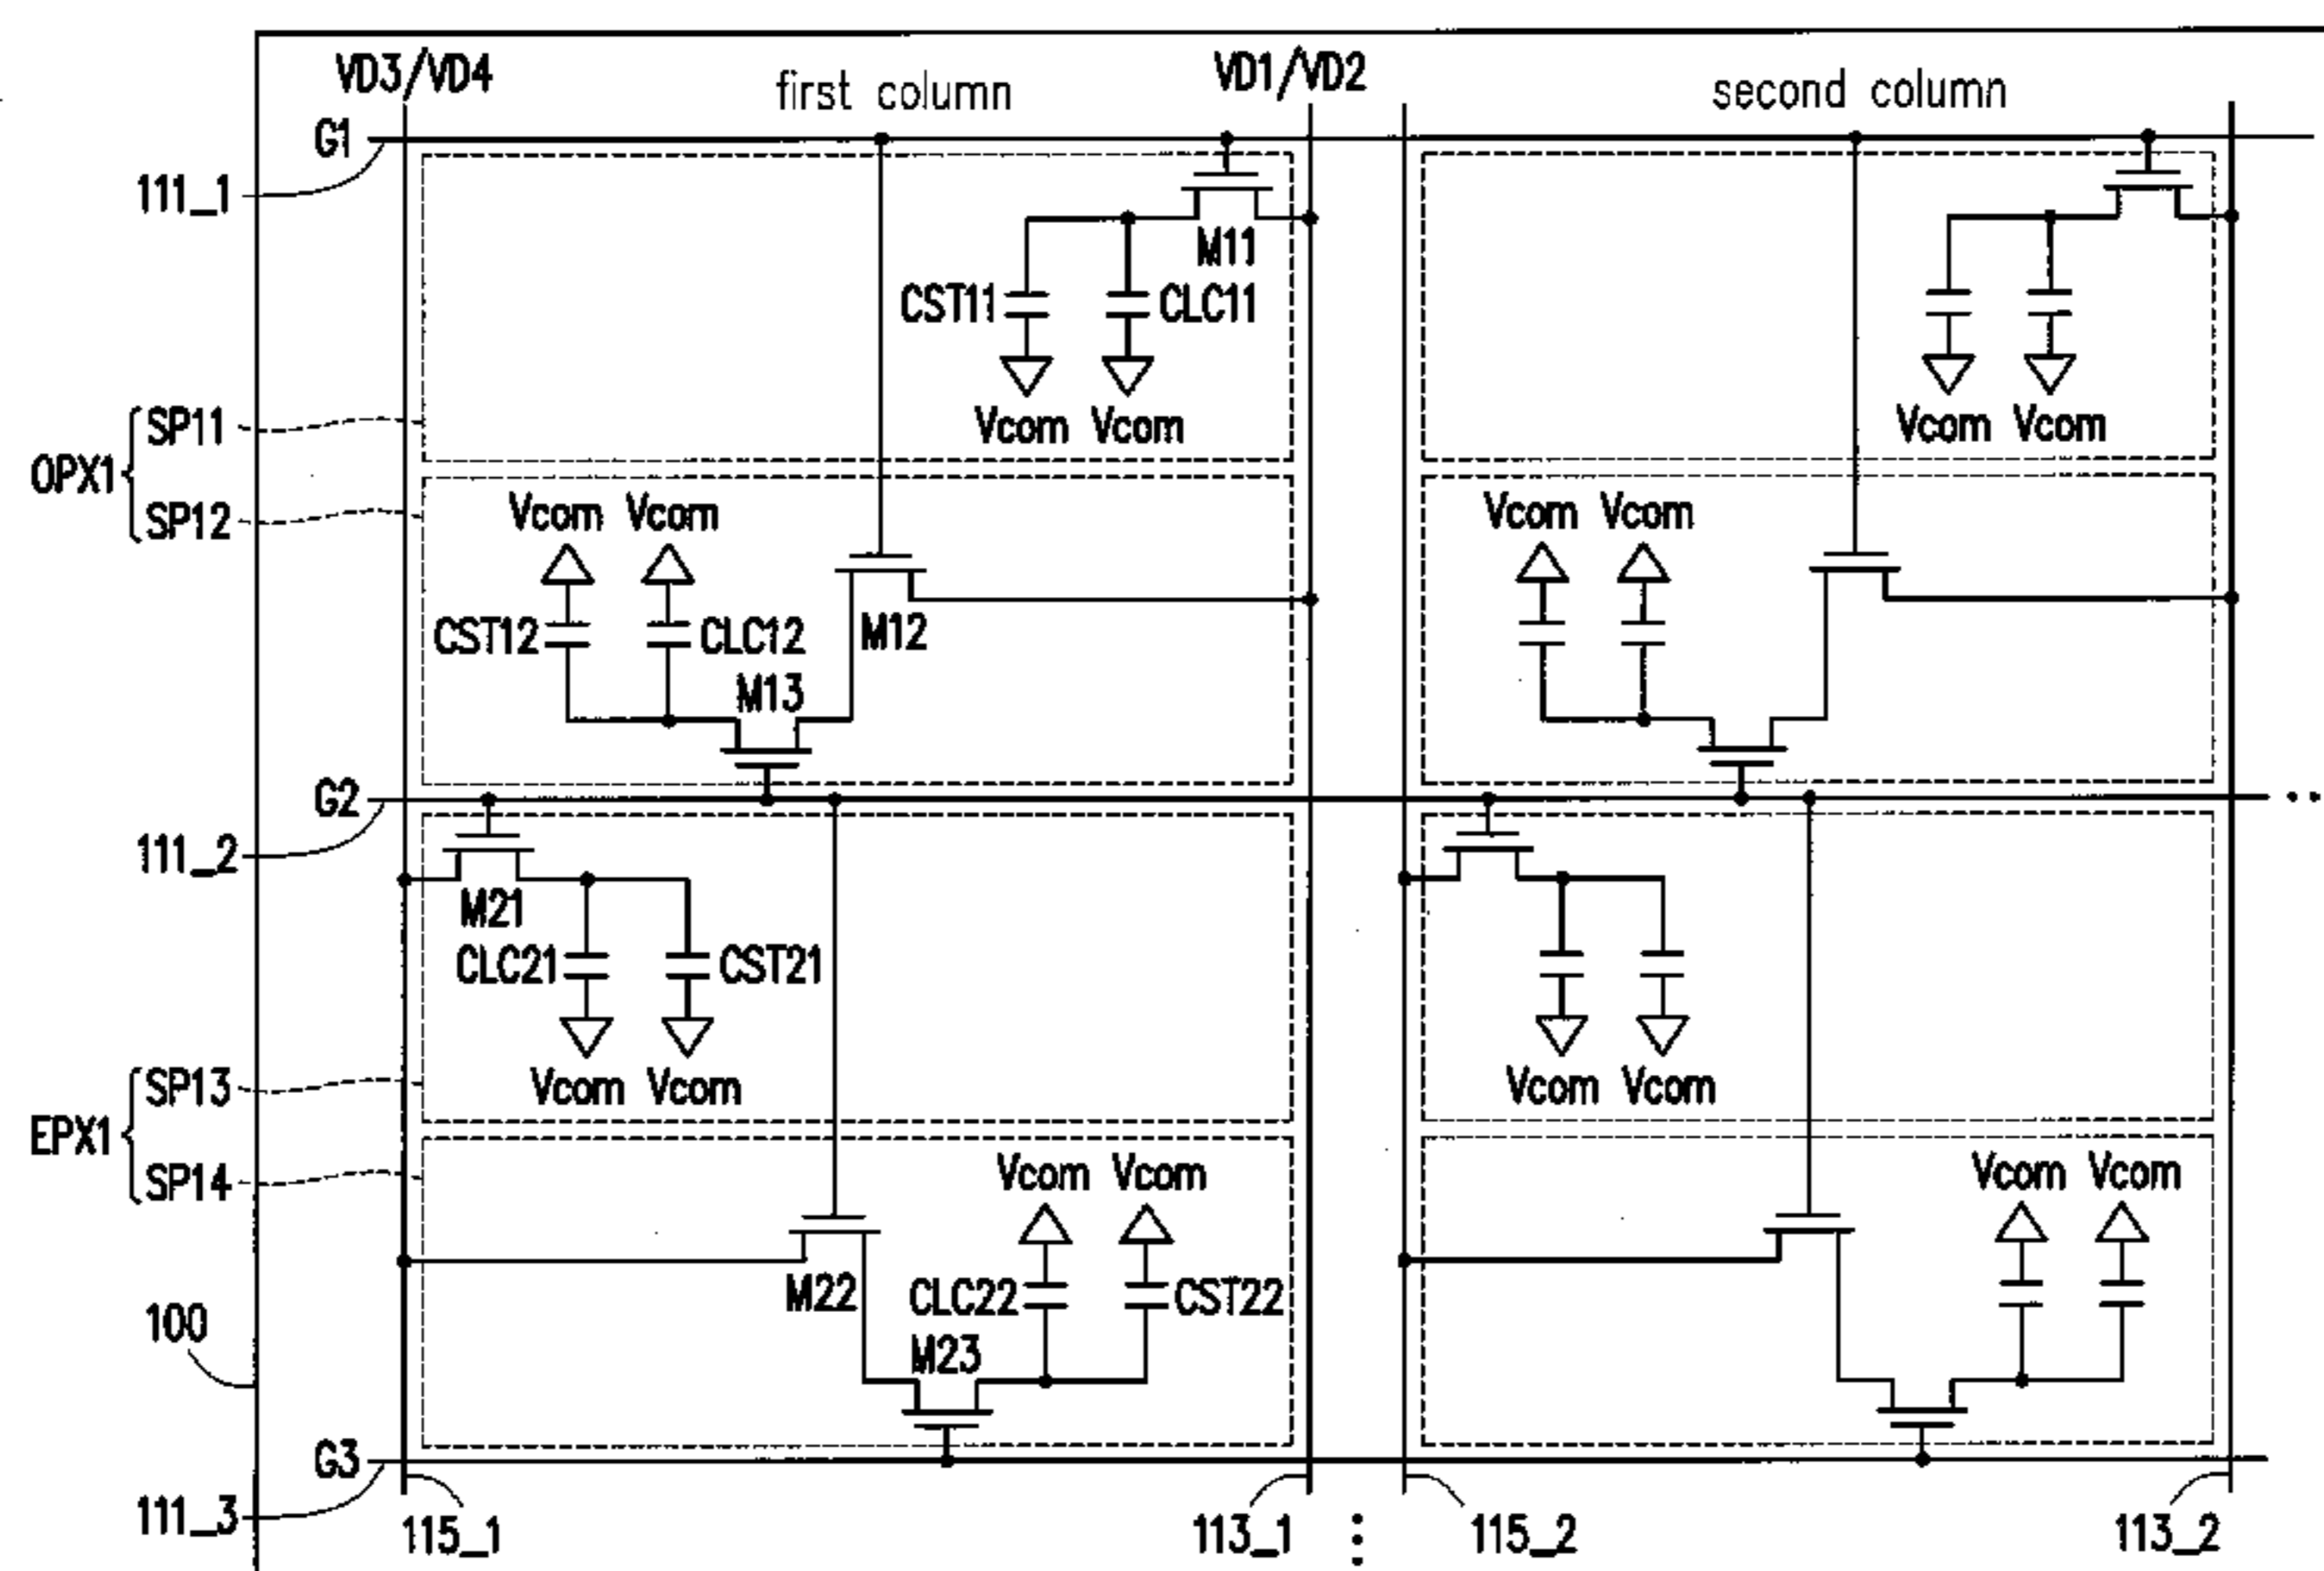 VD3/VD4 first column VD1/VD2 second column
G1
111_1
M11
CST11 CLC11
Vcom Vcom Vcom Vcom
OPX1 SP11
SP12
Vcom Vcom Vcom Vcom
CST12 CLC12 M12
M13
G2
111_2
M21
CLC21 CST21
Vcom Vcom Vcom Vcom
EPX1 SP13
SP14
Vcom Vcom Vcom Vcom
M22 CLC22 CST22
100
M23
G3
111_3
115_1 113_1 115_2 113_2